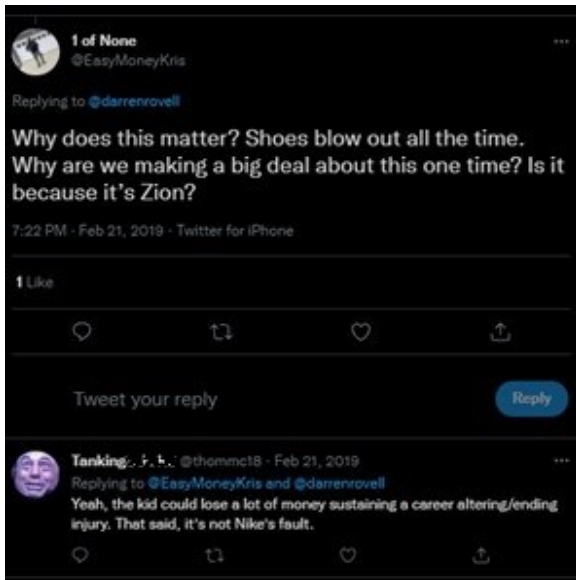 1 of None
@EasyMoneyKris
Replying to @darrenrovell
Why does this matter? Shoes blow out all the time.
Why are we making a big deal about this one time? Is it
because it's Zion?
7:22 PM · Feb 21, 2019 · Twitter for iPhone
1 Like
Tweet your reply
Reply
Tanking @thommc18 · Feb 21, 2019
Replying to @EasyMoneyKris and @darrenrovell
Yeah, the kid could lose a lot of money sustaining a career altering/ending
injury. That said, it's not Nike's fault.